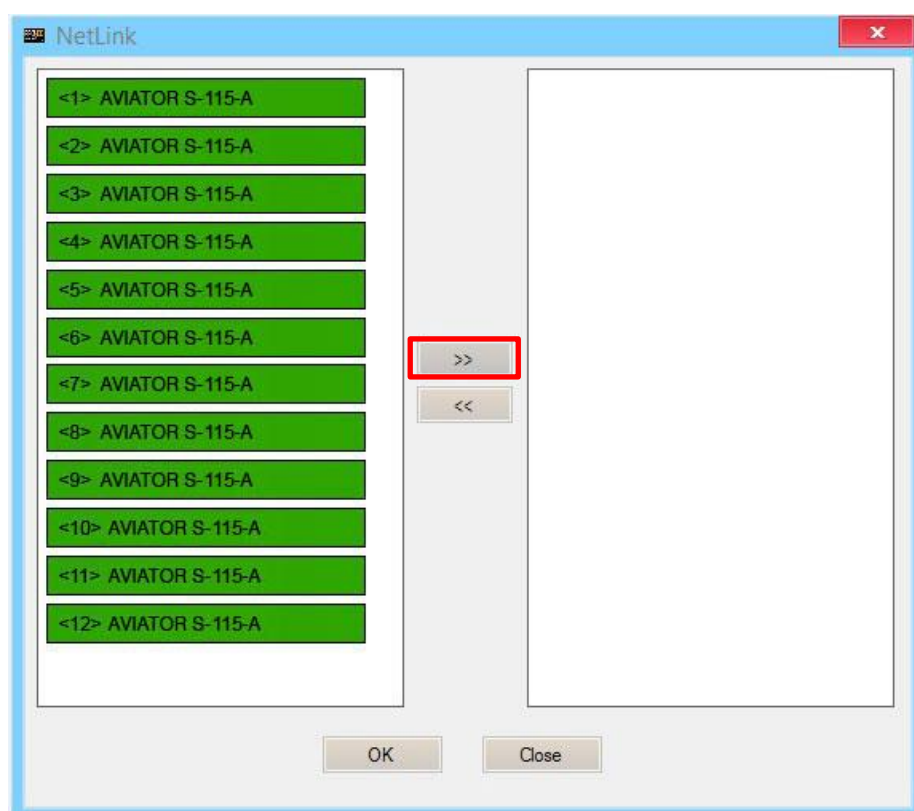 NetLink
x
<1> AVIATOR S-115-A
<2> AVIATOR S-115-A
<3> AVIATOR S-115-A
<4> AVIATOR S-115-A
<5> AVIATOR S-115-A
<6> AVIATOR S-115-A
<7> AVIATOR S-115-A
<8> AVIATOR S-115-A
<9> AVIATOR S-115-A
<10> AVIATOR S-115-A
<11> AVIATOR S-115-A
<12> AVIATOR S-115-A
>>
<<
OK
Close